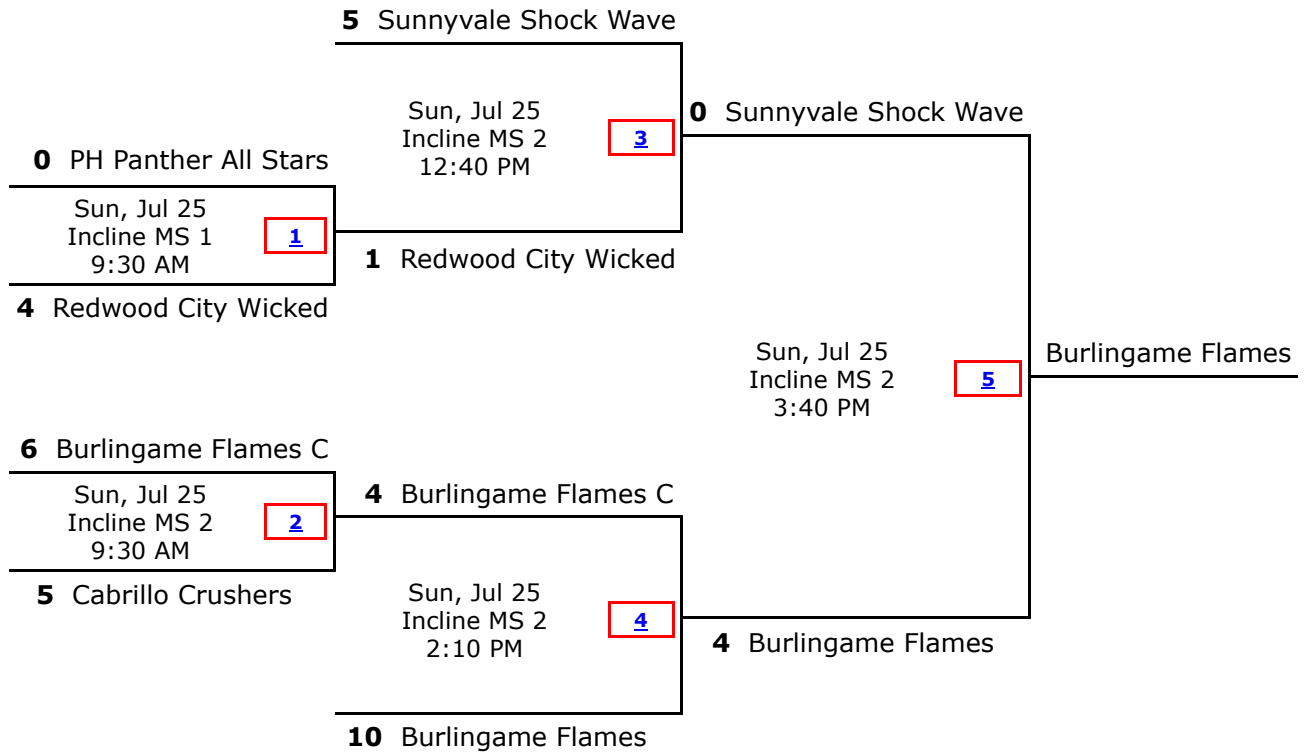 5 Sunnyvale Shock Wave
Sun, Jul 25
Incline MS 2
12:40 PM
3
0 Sunnyvale Shock Wave
0 PH Panther All Stars
Sun, Jul 25
Incline MS 1
9:30 AM
1
1 Redwood City Wicked
4 Redwood City Wicked
Sun, Jul 25
Incline MS 2
3:40 PM
5
Burlingame Flames
6 Burlingame Flames C
Sun, Jul 25
Incline MS 2
9:30 AM
2
4 Burlingame Flames C
5 Cabrillo Crushers
Sun, Jul 25
Incline MS 2
2:10 PM
4
4 Burlingame Flames
10 Burlingame Flames